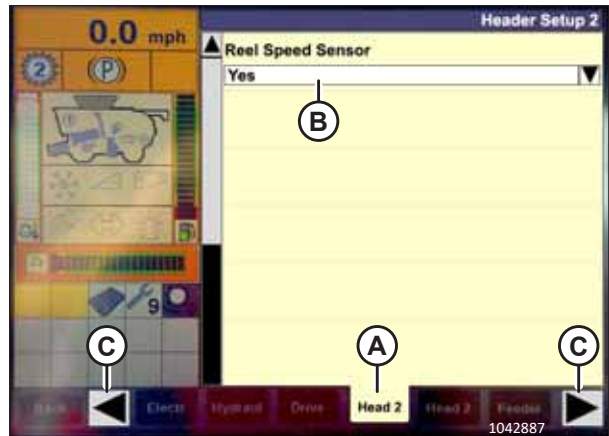 Header Setup 2
0.0 mph
Reel Speed Sensor
Yes
B
2
P
9
C
A
C
Back
Electr
Hydraul
Drive
Head 2
Head 2
Feeder
1042887